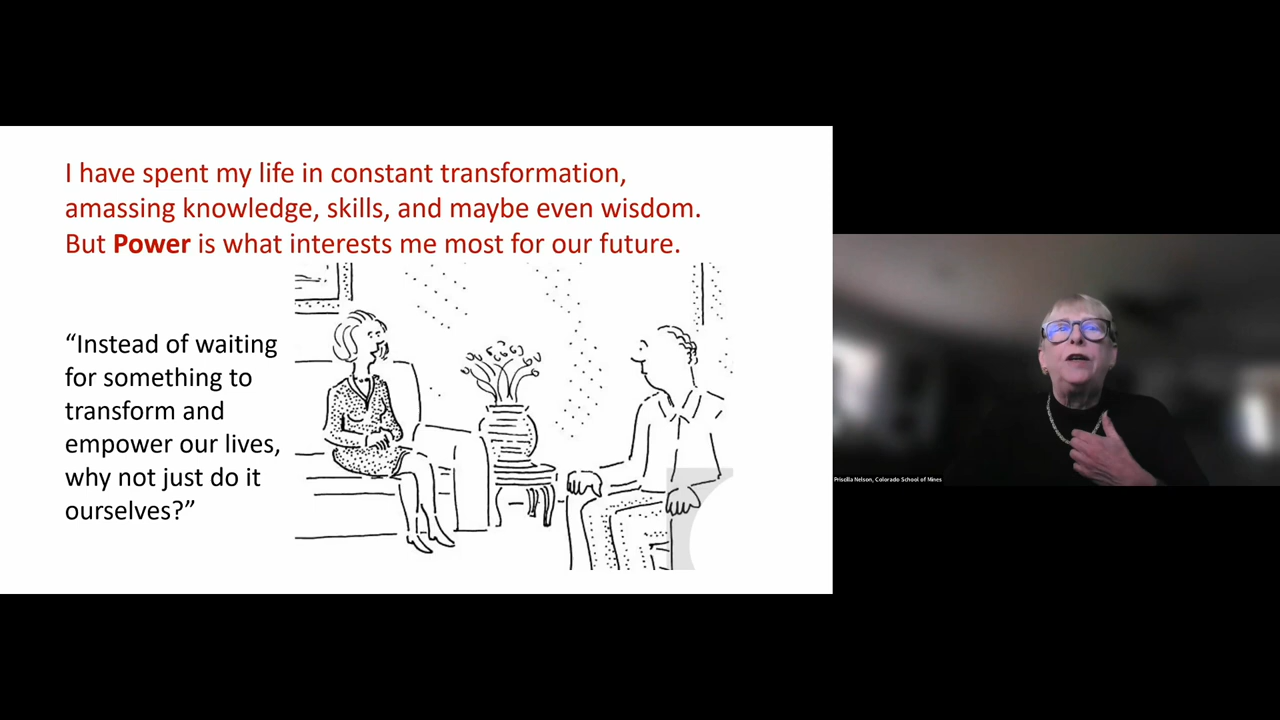 I have spent my life in constant transformation,
amassing knowledge, skills, and maybe even wisdom.
But Power is what interests me most for our future.
“Instead of waiting
for something to
transform and
empower our lives,
why not just do it
ourselves?”
Priscilla Nelson, Colorado School of Mines